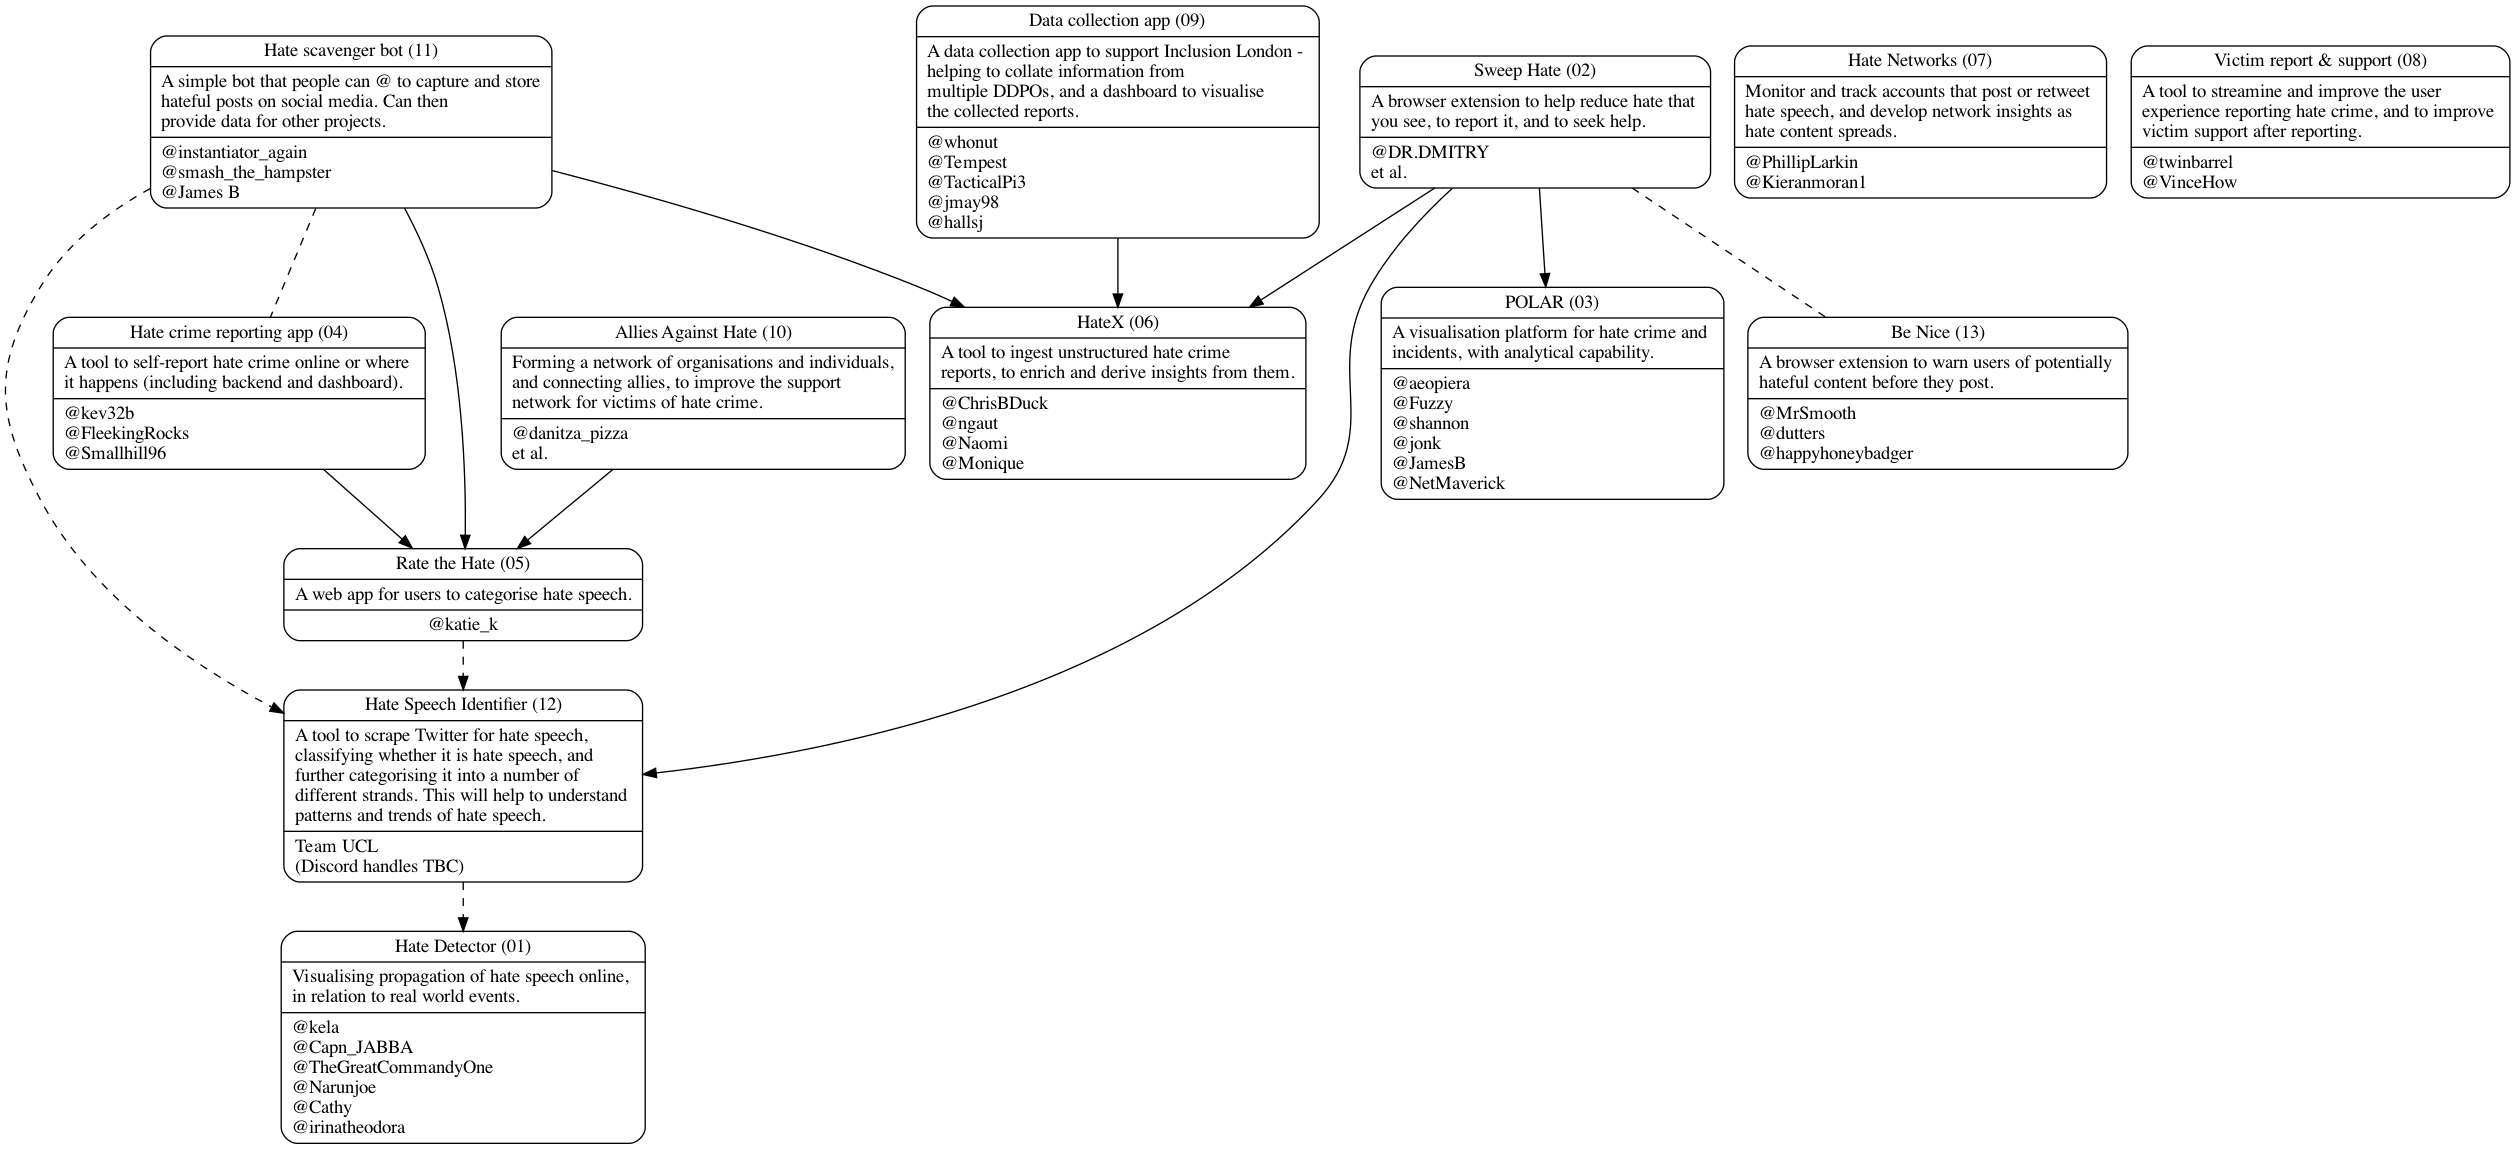 Hate scavenger bot (11)
A simple bot that people can @ to capture and store
hateful posts on social media. Can then
provide data for other projects.
@instantiator_again
@smash_the_hampster
@James B
Data collection app (09)
A data collection app to support Inclusion London -
helping to collate information from
multiple DDPOs, and a dashboard to visualise
the collected reports.
@whonut
@Tempest
@TacticalPi3
@jmay98
@hallsj
Sweep Hate (02)
A browser extension to help reduce hate that
you see, to report it, and to seek help.
@DR.DMITRY
et al.
Hate Networks (07)
Monitor and track accounts that post or retweet
hate speech, and develop network insights as
hate content spreads.
@PhillipLarkin
@Kieranmoran1
Victim report & support (08)
A tool to streamine and improve the user
experience reporting hate crime, and to improve
victim support after reporting.
@twinbarrel
@VinceHow
Hate crime reporting app (04)
A tool to self-report hate crime online or where
it happens (including backend and dashboard).
@kev32b
@FleekingRocks
@Smallhill96
Allies Against Hate (10)
Forming a network of organisations and individuals,
and connecting allies, to improve the support
network for victims of hate crime.
@danitza_pizza
et al.
HateX (06)
A tool to ingest unstructured hate crime
reports, to enrich and derive insights from them.
@ChrisBDuck
@ngaut
@Naomi
@Monique
POLAR (03)
A visualisation platform for hate crime and
incidents, with analytical capability.
@aeopiera
@Fuzzy
@shannon
@jonk
@JamesB
@NetMaverick
Be Nice (13)
A browser extension to warn users of potentially
hateful content before they post.
@MrSmooth
@dutters
@happyhoneybadger
Rate the Hate (05)
A web app for users to categorise hate speech.
@katie_k
Hate Speech Identifier (12)
A tool to scrape Twitter for hate speech,
classifying whether it is hate speech, and
further categorising it into a number of
different strands. This will help to understand
patterns and trends of hate speech.
Team UCL
(Discord handles TBC)
Hate Detector (01)
Visualising propagation of hate speech online,
in relation to real world events.
@kela
@Capn_JABBA
@TheGreatCommandyOne
@Narunjoe
@Cathy
@irinatheodora